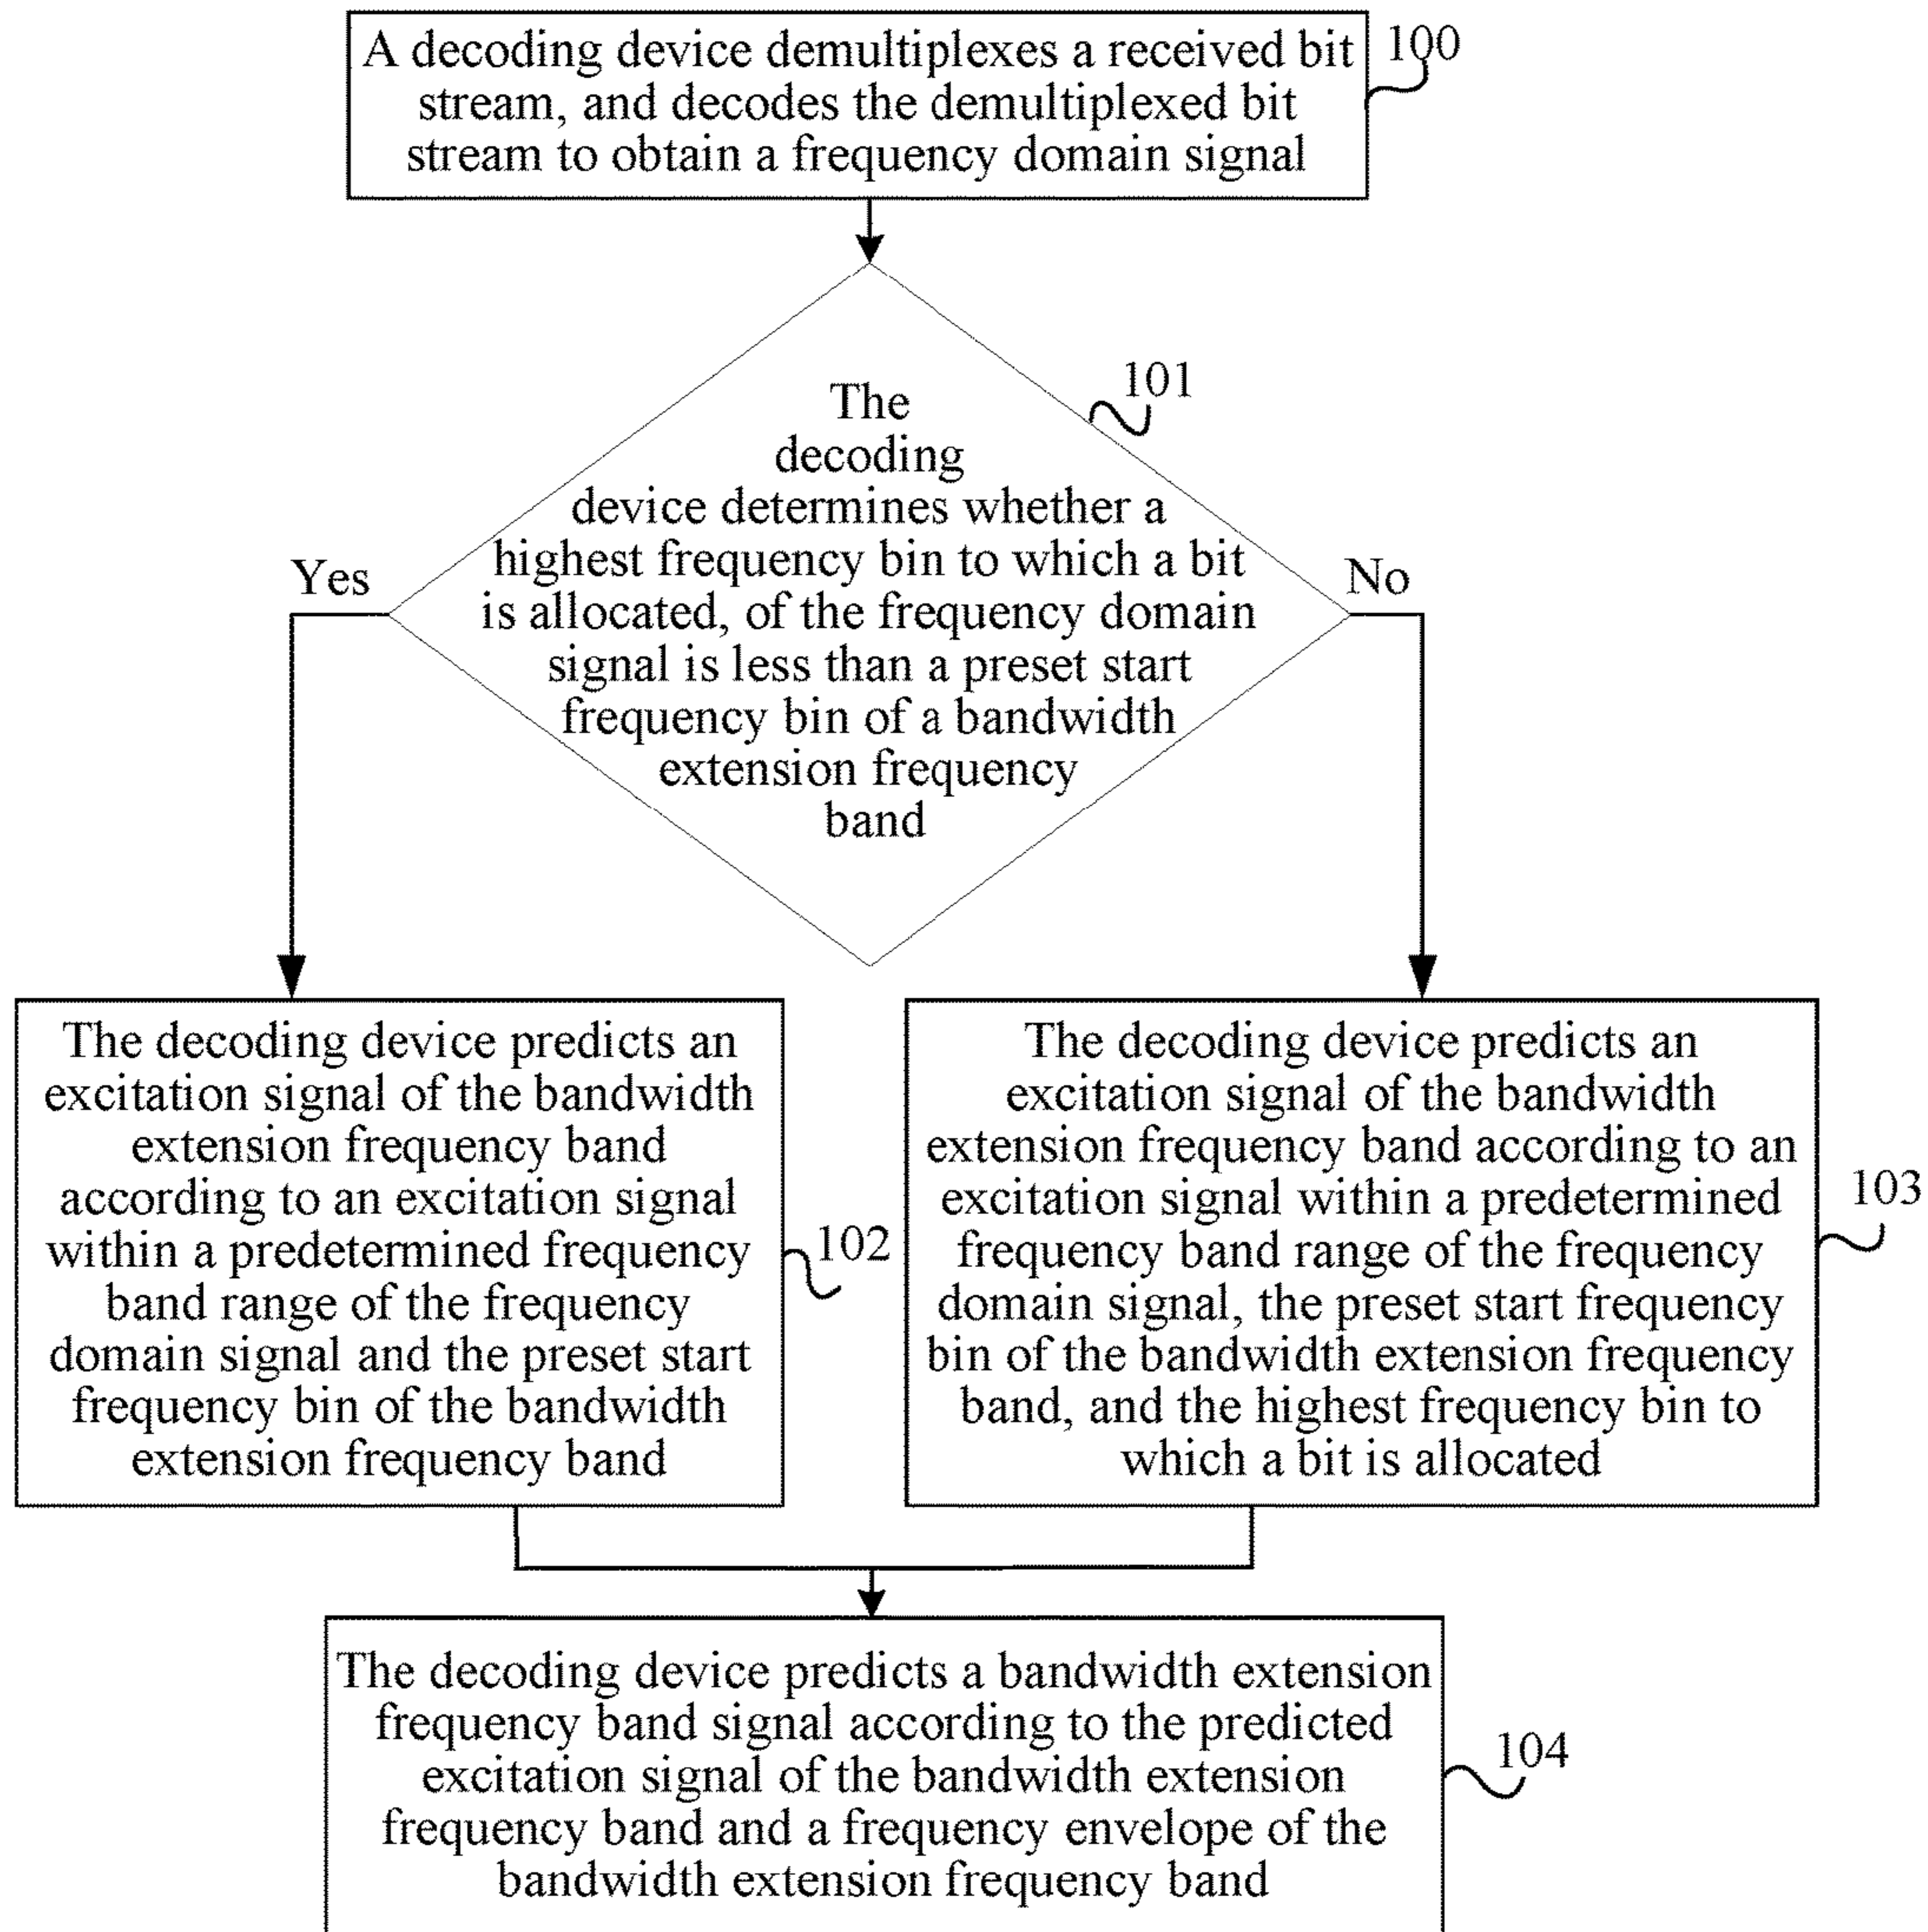 A decoding device demultiplexes a received bit
stream, and decodes the demultiplexed bit
stream to obtain a frequency domain signal
100
The
decoding
device determines whether a
highest frequency bin to which a bit
is allocated, of the frequency domain
signal is less than a preset start
frequency bin of a bandwidth
extension frequency
band
101
Yes
No
The decoding device predicts an
excitation signal of the bandwidth
extension frequency band
according to an excitation signal
within a predetermined frequency
band range of the frequency
domain signal and the preset start
frequency bin of the bandwidth
extension frequency band
102
The decoding device predicts an
excitation signal of the bandwidth
extension frequency band according to an
excitation signal within a predetermined
frequency band range of the frequency
domain signal, the preset start frequency
bin of the bandwidth extension frequency
band, and the highest frequency bin to
which a bit is allocated
103
The decoding device predicts a bandwidth extension
frequency band signal according to the predicted
excitation signal of the bandwidth extension
frequency band and a frequency envelope of the
bandwidth extension frequency band
104